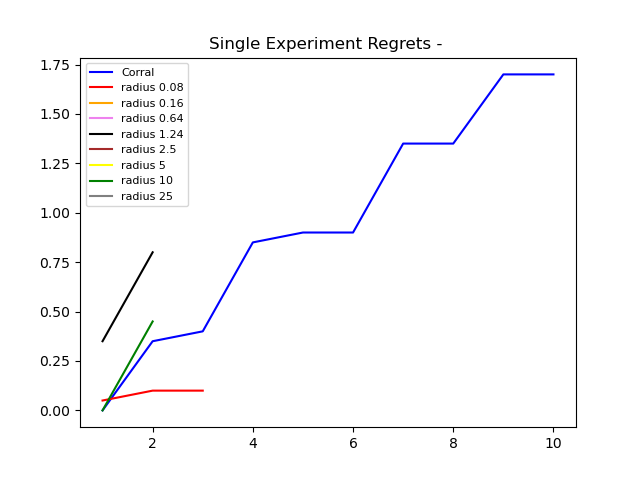 Single Experiment Regrets -
1.75
1.50
1.25
1.00
0.75
0.50
0.25
0.00
Corral
radius 0.08
radius 0.16
radius 0.64
radius 1.24
radius 2.5
radius 5
radius 10
radius 25
2
4
6
8
10